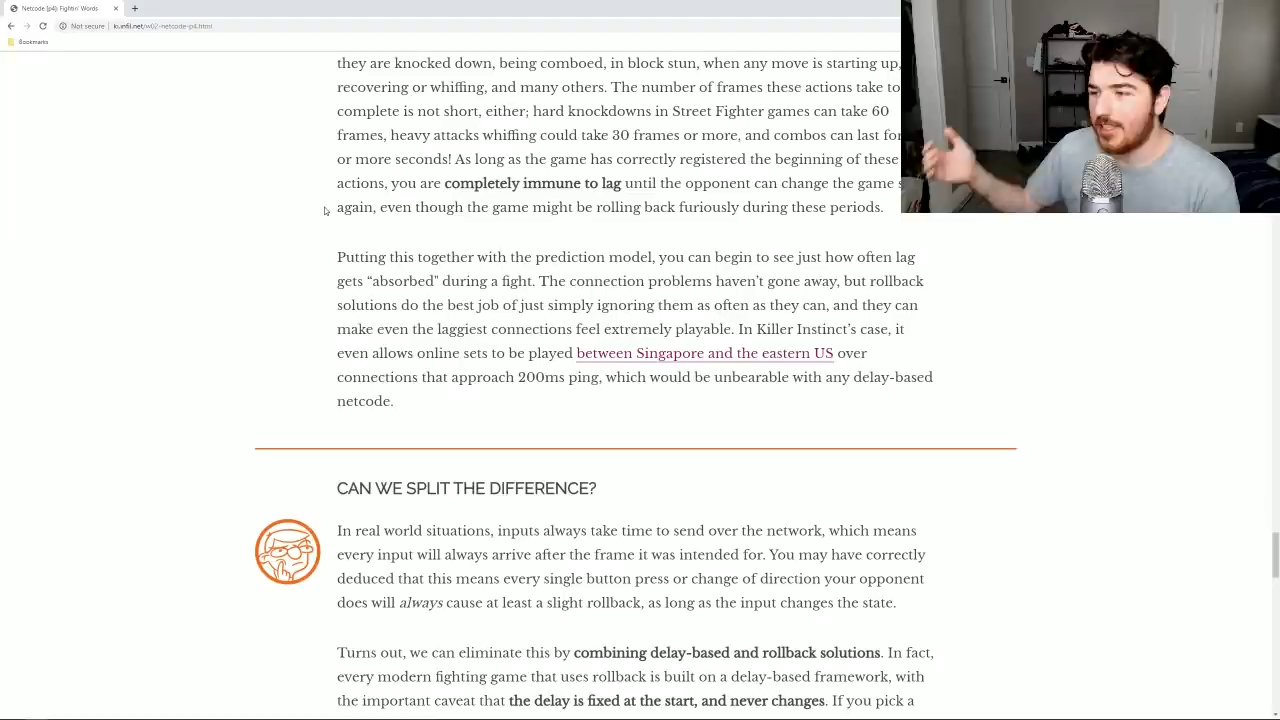 Netcode [p4]: Fightin' Words
Not secure
ki.infil.net/w02-netcode-p4.html
Bookmarks
they are knocked down, being comboed, in block stun, when any move is starting up,
recovering or whiffing, and many others. The number of frames these actions take to
complete is not short, either; hard knockdowns in Street Fighter games can take 60
frames, heavy attacks whiffing could take 30 frames or more, and combos can last for
or more seconds! As long as the game has correctly registered the beginning of these
actions, you are completely immune to lag until the opponent can change the game s
again, even though the game might be rolling back furiously during these periods.
Putting this together with the prediction model, you can begin to see just how often lag
gets “absorbed” during a fight. The connection problems haven’t gone away, but rollback
solutions do the best job of just simply ignoring them as often as they can, and they can
make even the laggiest connections feel extremely playable. In Killer Instinct’s case, it
even allows online sets to be played between Singapore and the eastern US over
connections that approach 200ms ping, which would be unbearable with any delay-based
netcode.
CAN WE SPLIT THE DIFFERENCE?
In real world situations, inputs always take time to send over the network, which means
every input will always arrive after the frame it was intended for. You may have correctly
deduced that this means every single button press or change of direction your opponent
does will always cause at least a slight rollback, as long as the input changes the state.
Turns out, we can eliminate this by combining delay-based and rollback solutions. In fact,
every modern fighting game that uses rollback is built on a delay-based framework, with
the important caveat that the delay is fixed at the start, and never changes. If you pick a